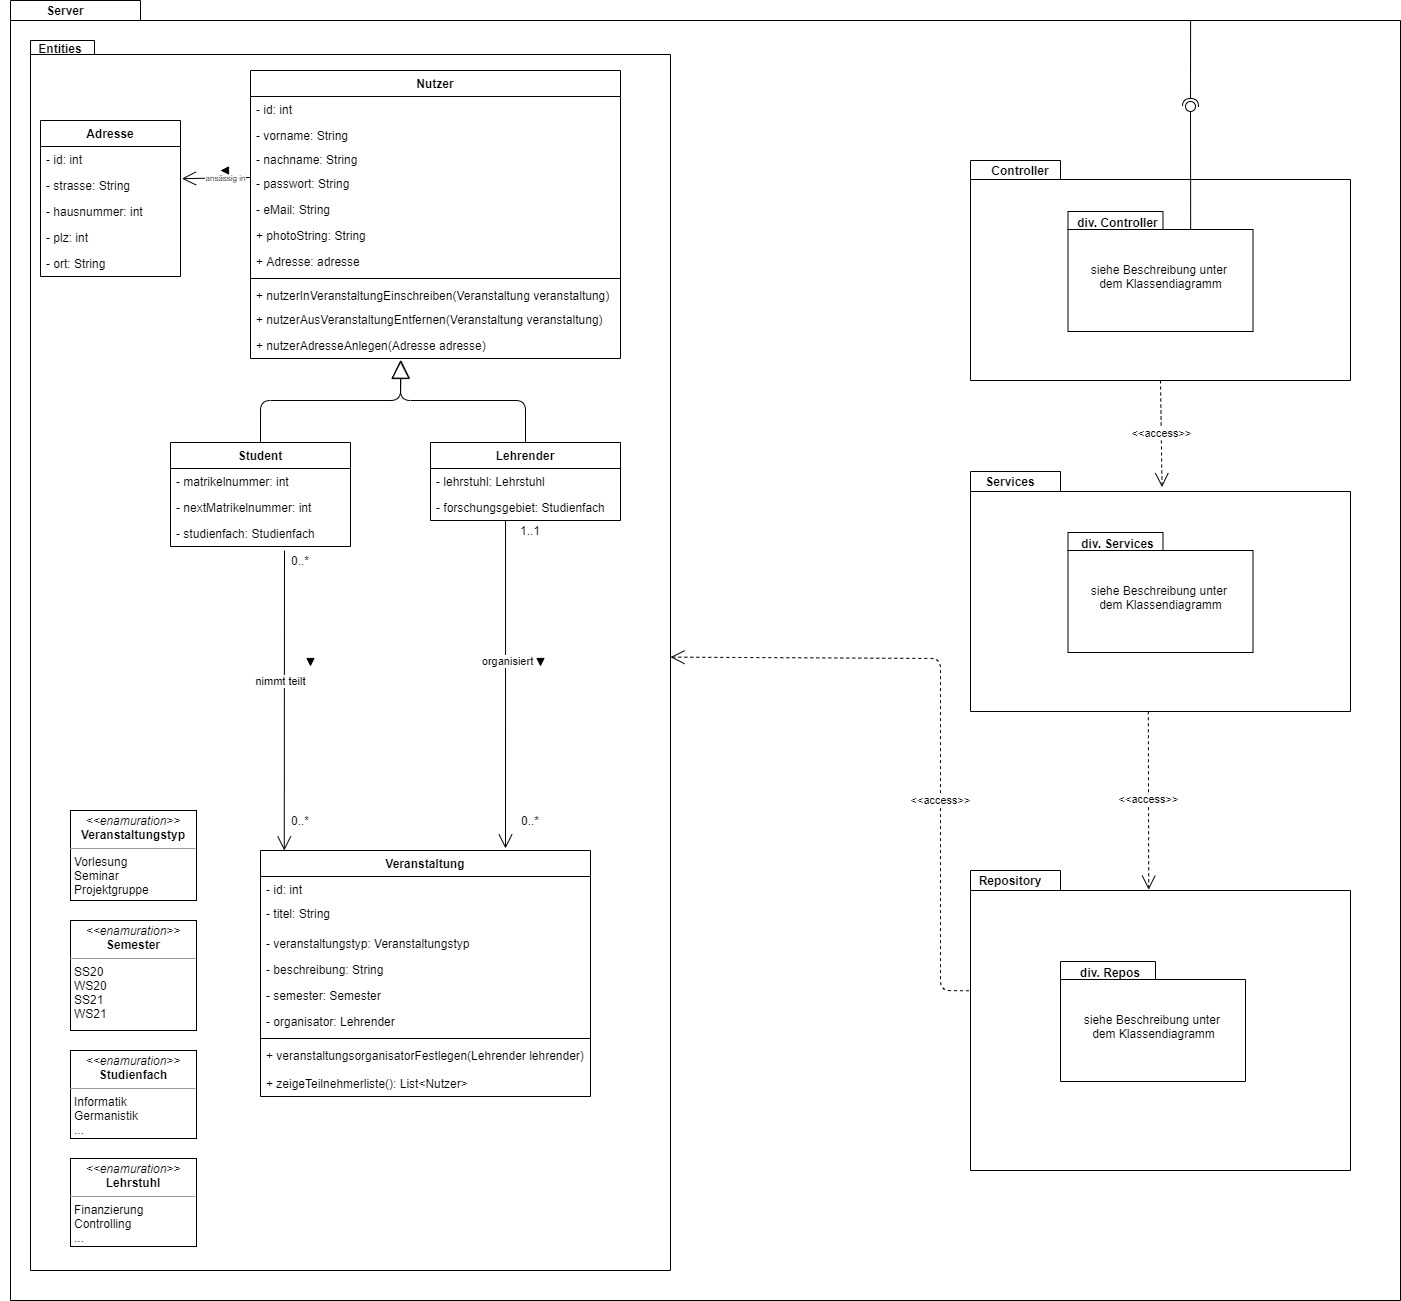 Server
Entities
Nutzer
- id: int
- vorname: String
- nachname: String
- passwort: String
- eMail: String
+ photoString: String
+ Adresse: adresse
+ nutzerInVeranstaltungEinschreiben(Veranstaltung veranstaltung)
+ nutzerAusVeranstaltungEntfernen(Veranstaltung veranstaltung)
+ nutzerAdresseAnlegen(Adresse adresse)
Adresse
- id: int
- strasse: String
- hausnummer: int
- plz: int
- ort: String
ansässig in
Student
- matrikelnummer: int
- nextMatrikelnummer: int
- studienfach: Studienfach
Lehrender
- lehrstuhl: Lehrstuhl
- forschungsgebiet: Studienfach
0..*
1..1
nimmt teilt
organisiert
0..*
0..*
Veranstaltung
- id: int
- titel: String
- veranstaltungstyp: Veranstaltungstyp
- beschreibung: String
- semester: Semester
- organisator: Lehrender
+ veranstaltungsorganisatorFestlegen(Lehrender lehrender)
+ zeigeTeilnehmerliste(): List<Nutzer>
<<enamuration>>
Veranstaltungstyp
Vorlesung
Seminar
Projektgruppe
<<enamuration>>
Semester
SS20
WS20
SS21
WS21
<<enamuration>>
Studienfach
Informatik
Germanistik
...
<<enamuration>>
Lehrstuhl
Finanzierung
Controlling
...
Controller
div. Controller
siehe Beschreibung unter
dem Klassendiagramm
<<access>>
Services
div. Services
siehe Beschreibung unter
dem Klassendiagramm
<<access>>
<<access>>
Repository
div. Repos
siehe Beschreibung unter
dem Klassendiagramm